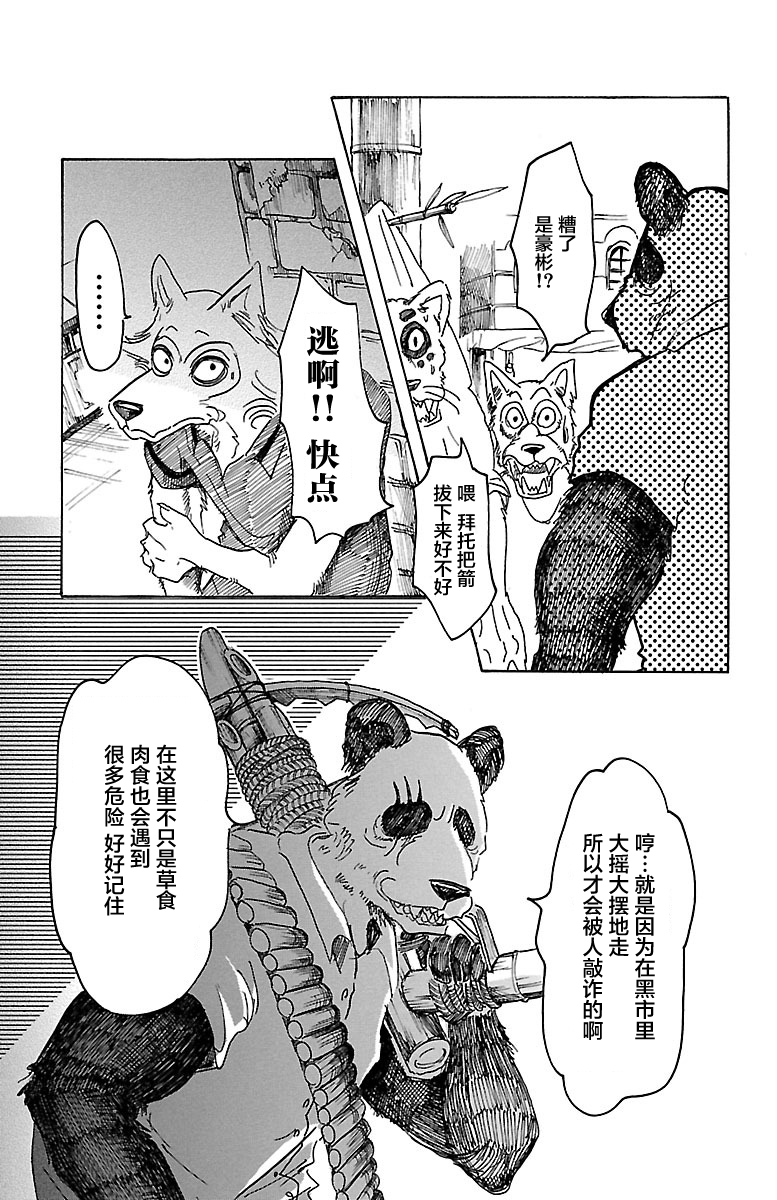 糟了
是豪彬!?
喂 拜托把箭
拔下来好不好
逃啊!! 快点
……
哼…就是因为在黑市里
大摇大摆地走
所以才会被人敲诈的啊
在这里不只是草食
肉食也会遇到
很多危险 好好记住